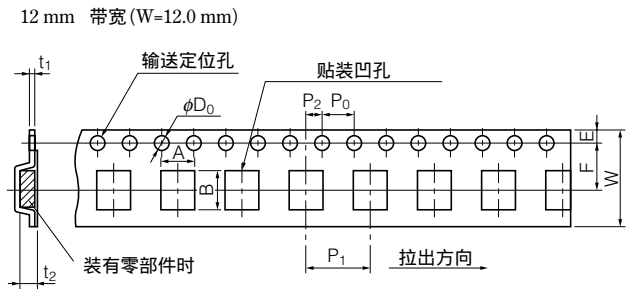 12 mm 带宽(W=12.0 mm)
t1
输送定位孔
贴装凹孔
ϕD0
P2
P0
A
B
E
F
W
装有零部件时
t2
P1
拉出方向